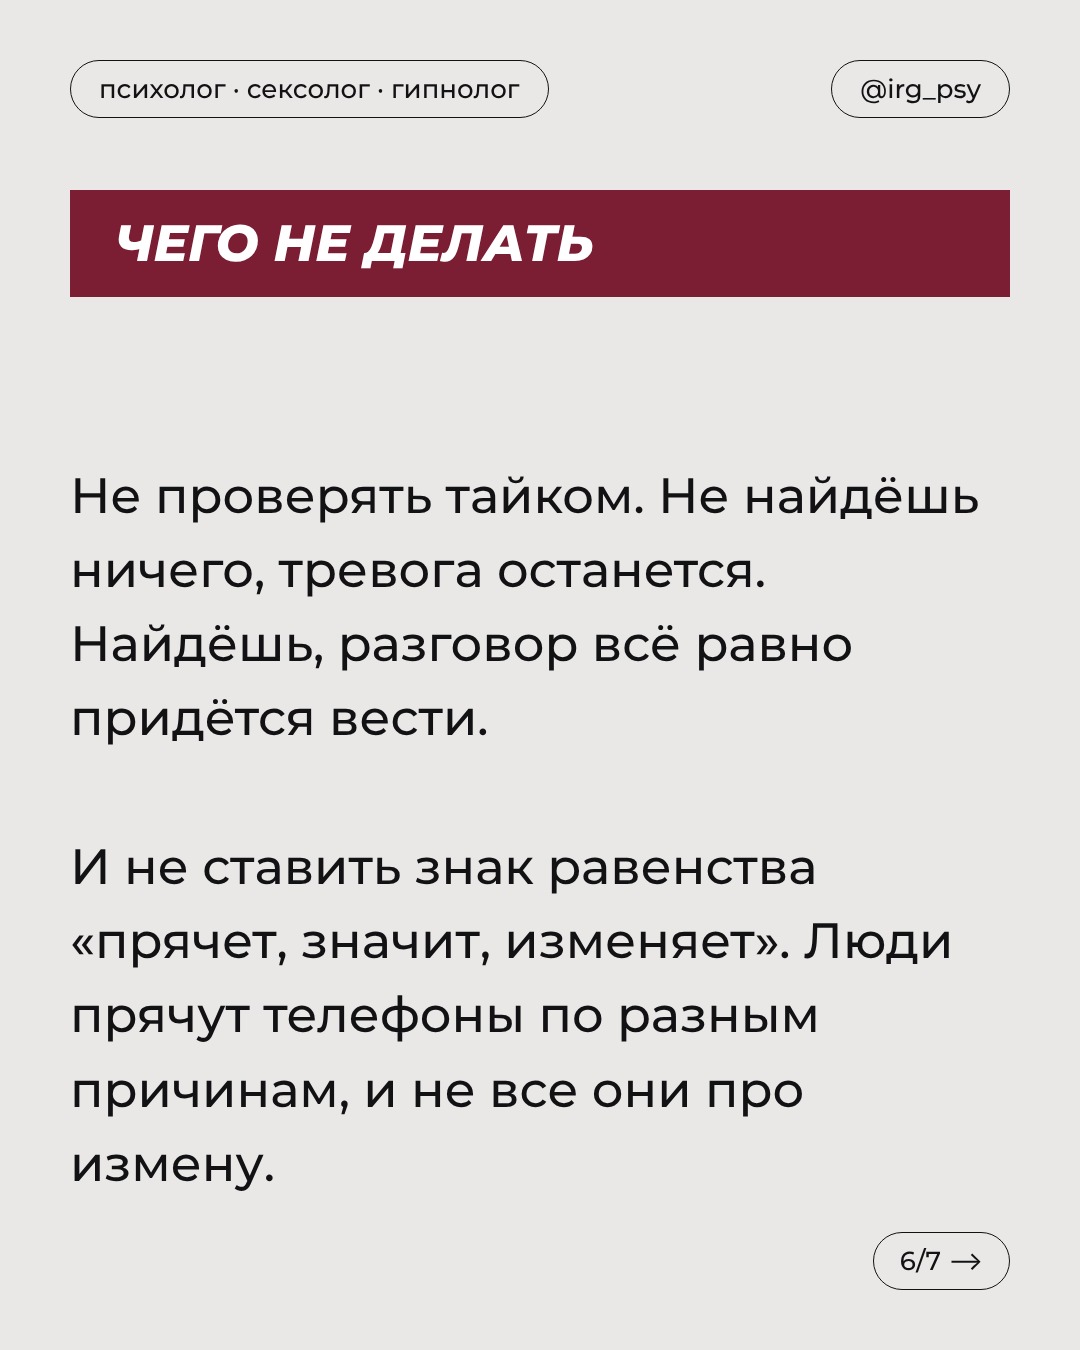 психолог · сексолог · гипнолог
@irg_psy
ЧЕГО НЕ ДЕЛАТЬ
Не проверять тайком. Не найдёшь
ничего, тревога останется.
Найдёшь, разговор всё равно
придётся вести.
И не ставить знак равенства
«прячет, значит, изменяет». Люди
прячут телефоны по разным
причинам, и не все они про
измену.
6/7 →